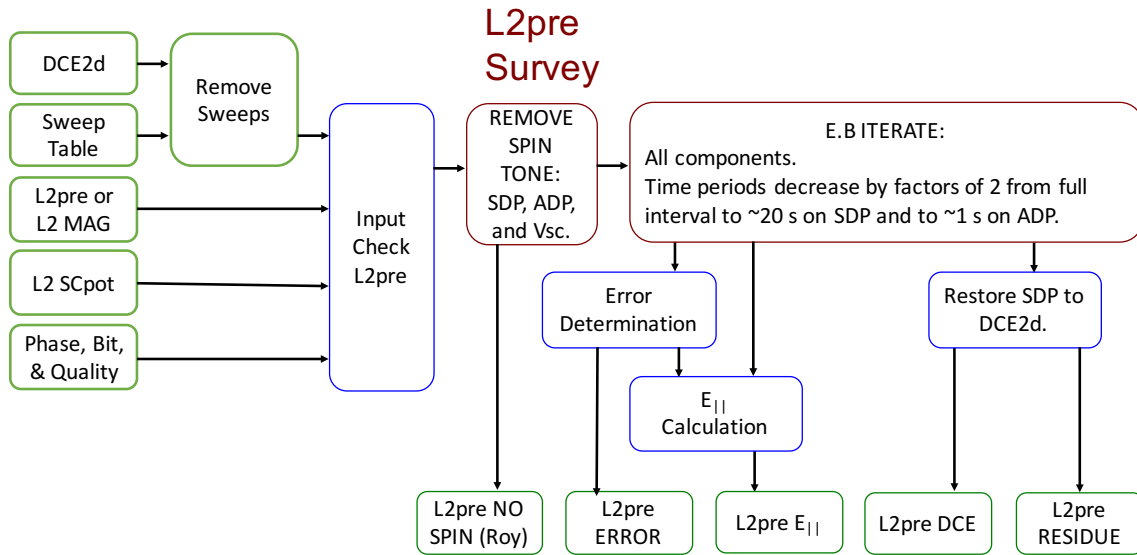 L2pre
Survey
DCE2d
Sweep
Table
Remove
Sweeps
L2pre or
L2 MAG
L2 SCpot
Phase, Bit,
& Quality
Input
Check
L2pre
REMOVE
SPIN
TONE:
SDP, ADP,
and Vsc.
E.B ITERATE:
All components.
Time periods decrease by factors of 2 from full
interval to ~20 s on SDP and to ~1 s on ADP.
Error
Determination
Restore SDP to
DCE2d.
E||
Calculation
L2pre NO
SPIN (Roy)
L2pre
ERROR
L2pre E||
L2pre DCE
L2pre
RESIDUE